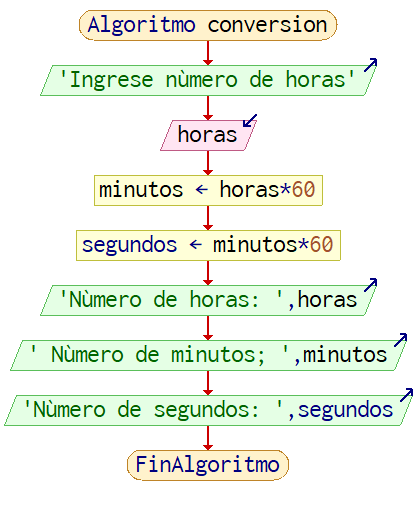 Algoritmo conversion
'Ingrese nùmero de horas'
horas
minutos ← horas*60
segundos ← minutos*60
'Nùmero de horas: ',horas
' Nùmero de minutos; ',minutos
'Nùmero de segundos: ',segundos
FinAlgoritmo